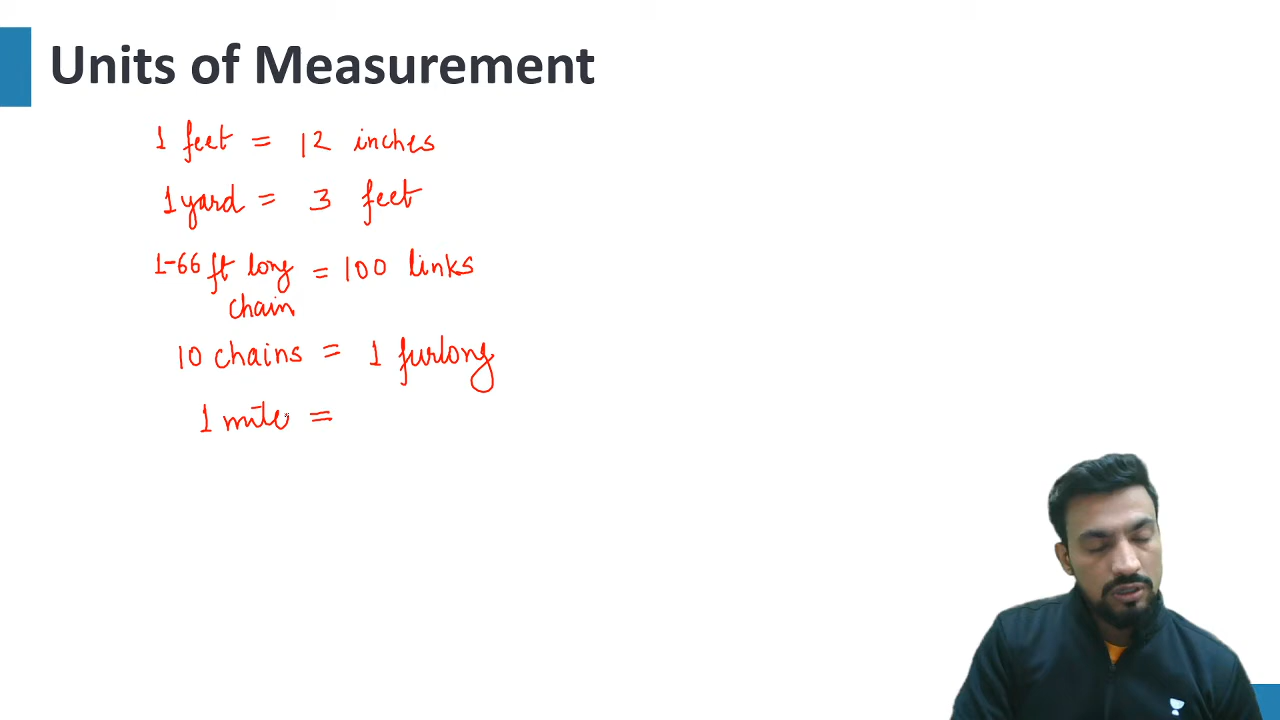 Units of Measurement
1 feet = 12 inches
1 yard = 3 feet
1-66 ft long = 100 links
chain
10 chains = 1 furlong
1 mile =